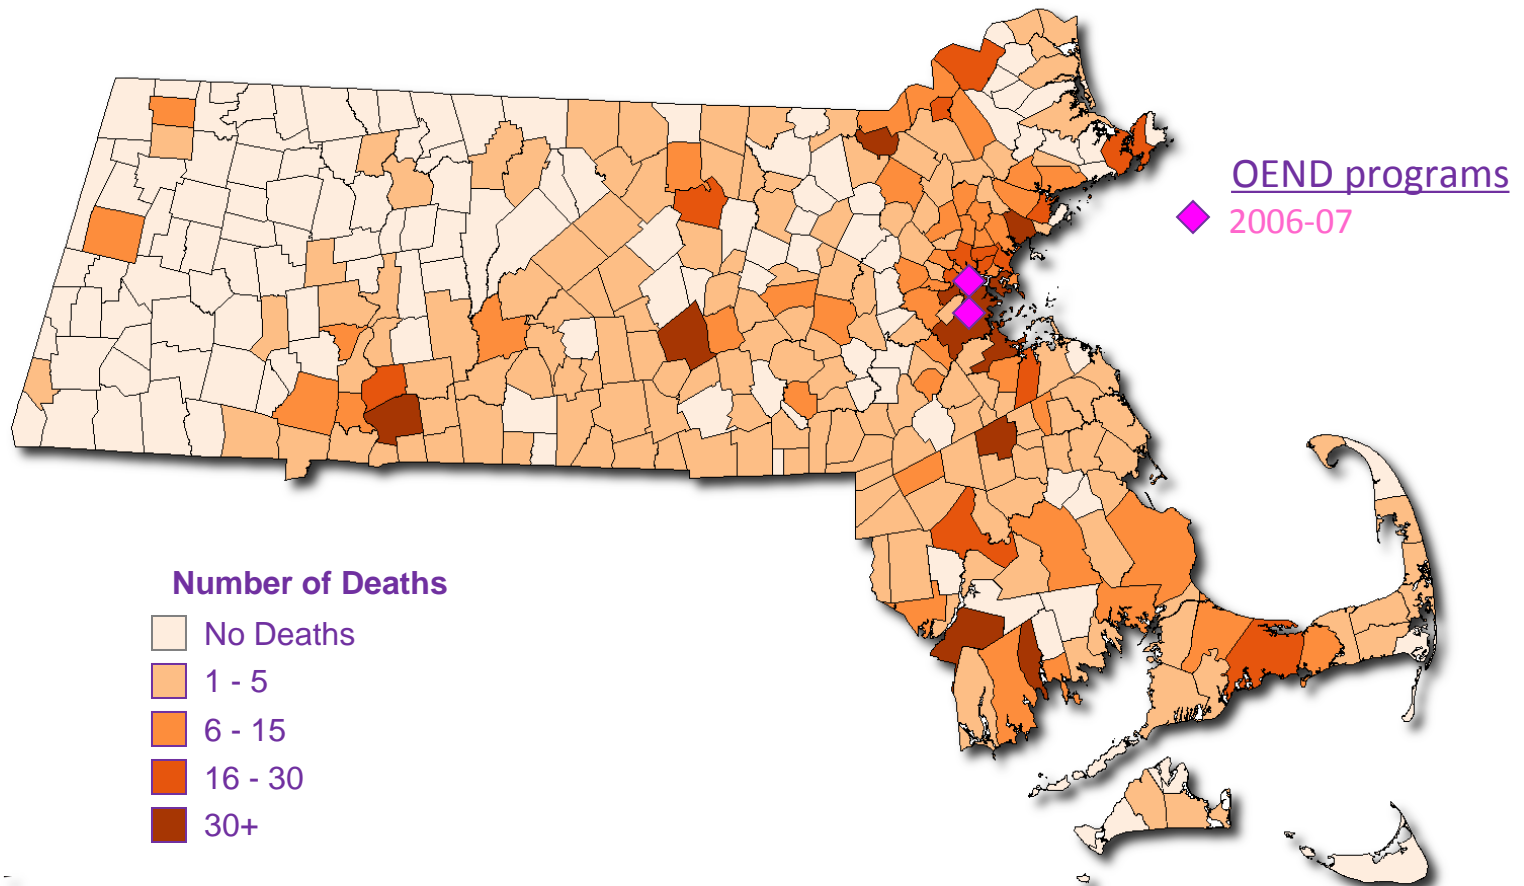 OEND programs
2006-07
Number of Deaths
No Deaths
1 - 5
6 - 15
16 - 30
30+